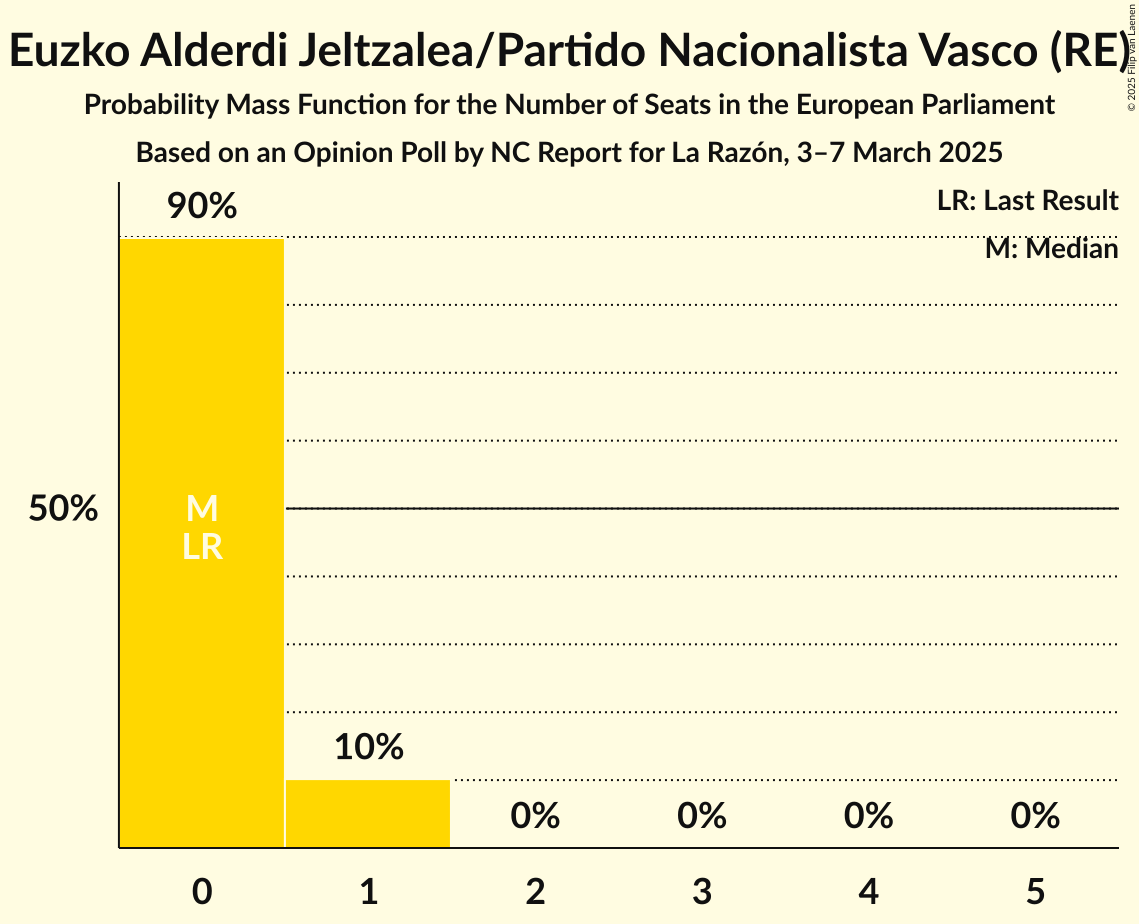 Euzko Alderdi Jeltzalea/Partido Nacionalista Vasco (RE)
© 2025 Filip van Laenen
Probability Mass Function for the Number of Seats in the European Parliament
Based on an Opinion Poll by NC Report for La Razón, 3–7 March 2025
LR: Last Result
M: Median
90%
50%
M
LR
10%
0% 0% 0% 0%
0 1 2 3 4 5